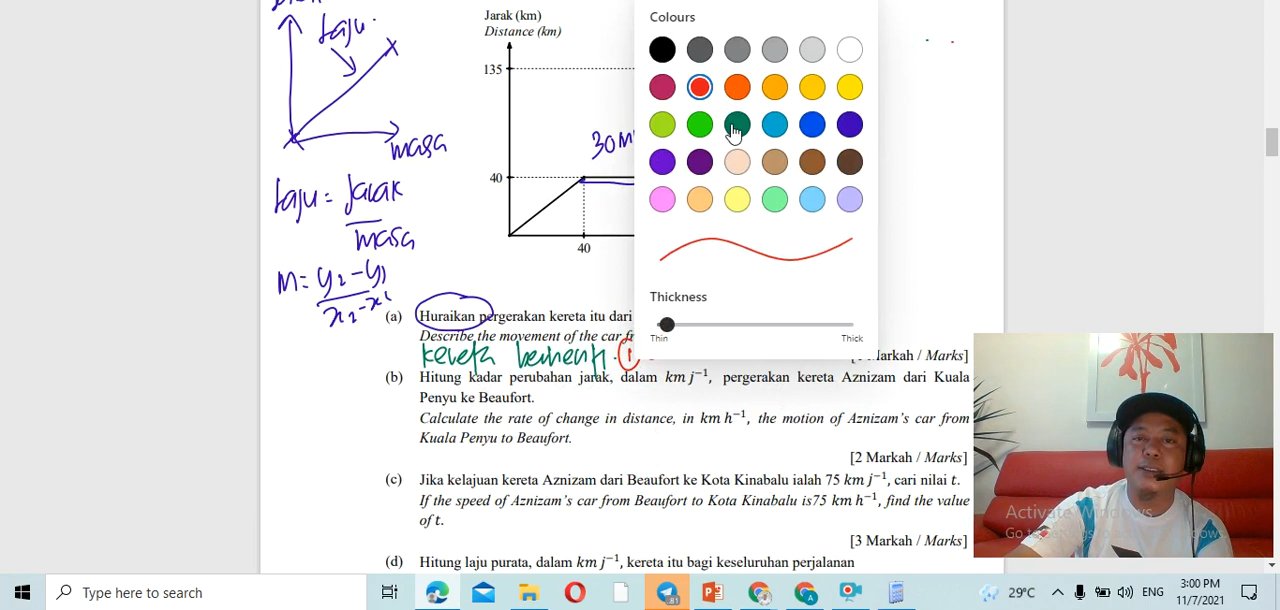 laju
masa
laju = jarak
masa
m = y2 - y1
x2 - x1
Jarak (km)
Distance (km)
135
40
40
Colours
Thickness
Thin
Thick
(a) Huraikan pergerakan kereta itu dari
Describe the movement of the car
kereta berhenti. 1
Markah / Marks]
(b) Hitung kadar perubahan jarak, dalam km j⁻¹, pergerakan kereta Aznizam dari Kuala
Penyu ke Beaufort.
Calculate the rate of change in distance, in km h⁻¹, the motion of Aznizam's car from
Kuala Penyu to Beaufort.
[2 Markah / Marks]
(c) Jika kelajuan kereta Aznizam dari Beaufort ke Kota Kinabalu ialah 75 km j⁻¹, cari nilai t.
If the speed of Aznizam's car from Beaufort to Kota Kinabalu is75 km h⁻¹, find the value
of t.
[3 Markah / Marks]
(d) Hitung laju purata, dalam km j⁻¹, kereta itu bagi keseluruhan perjalanan
Activate Windows
Type here to search
81
29°C
ENG
3:00 PM
11/7/2021